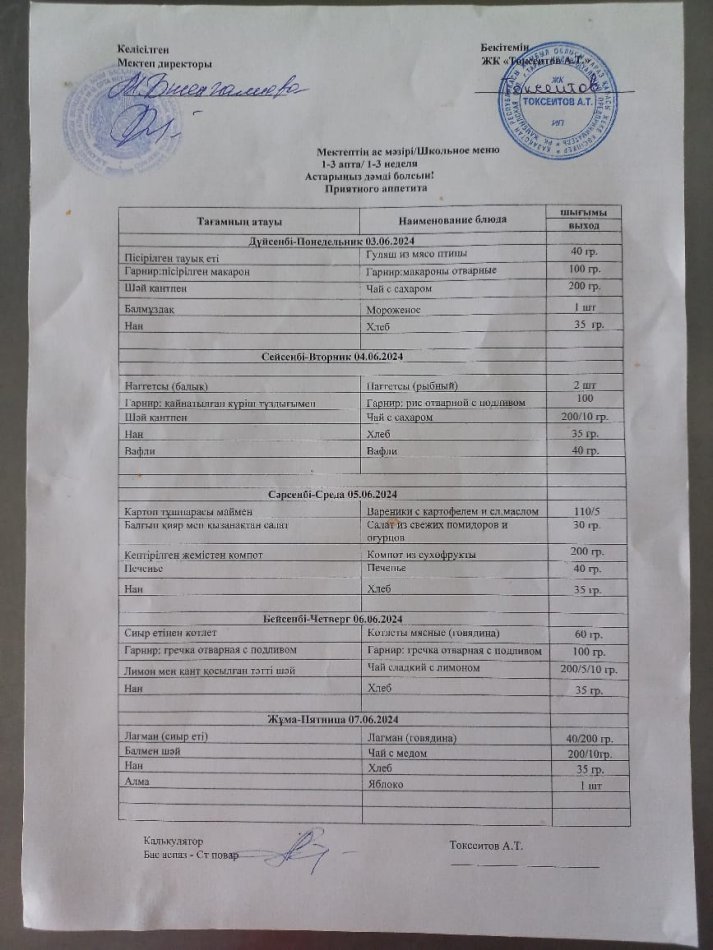 Келісілген
Мектеп директоры
Бекітемін
ЖК «Токсеитов А.Т.»
Токсеитов
ЖК
ТОКСЕИТОВ А.Т.
ИП
Мектептің ас мәзірі/Школьное меню
1-3 апта/ 1-3 неделя
Астарыңыз дәмді болсын!
Приятного аппетита
Тағамның атауы Наименование блюда шығымы
выход
Дүйсенбі-Понедельник 03.06.2024
Пісірілген тауық еті Гуляш из мясо птицы 40 гр.
Гарнир:пісірілген макарон Гарнир:макароны отварные 100 гр.
Шәй кантпен Чай с сахаром 200 гр.
Балмұздак Мороженое 1 шт
Нан Хлеб 35 гр.
Сейсенбі-Вторник 04.06.2024
Наггетсы (балык) Наггетсы (рыбный) 2 шт
Гарнир: қайнатылған күріш тұздығымен Гарнир: рис отварной с подливом 100
Шәй кантпен Чай с сахаром 200/10 гр.
Нан Хлеб 35 гр.
Вафли Вафли 40 гр.
Сәрсенбі-Среда 05.06.2024
Картоп тұшпарасы маймен Вареники с картофелем и сл.маслом 110/5
Балғын қияр мен қызанақтан салат Салат из свежих помидоров и
огурцов 30 гр.
Кептірілген жемістен компот Компот из сухофрукты 200 гр.
Печенье Печенье 40 гр.
Нан Хлеб 35 гр.
Бейсенбі-Четверг 06.06.2024
Сиыр етінен котлет Котлеты мясные (говядина) 60 гр.
Гарнир: гречка отварная с подливом Гарнир: гречка отварная с подливом 100 гр.
Лимон мен кант қосылған тәтті шәй Чай сладкий с лимоном 200/5/10 гр.
Нан Хлеб 35 гр.
Жұма-Пятница 07.06.2024
Лагман (сиыр еті) Лагман (говядина) 40/200 гр.
Балмен шәй Чай с медом 200/10гр.
Нан Хлеб 35 гр.
Алма Яблоко 1 шт
Калькулятор
Бас аспаз - Ст повар
Токсеитов А.Т.